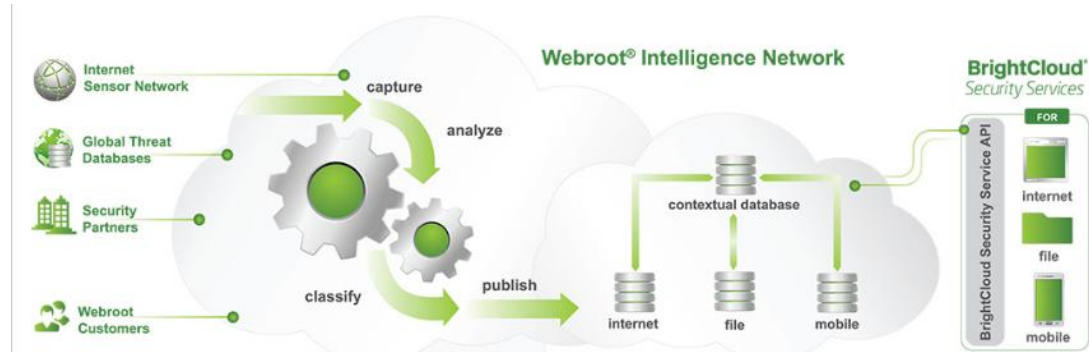 Internet
Sensor Network
Global Threat
Databases
Security
Partners
Webroot
Customers
capture
analyze
classify
publish
Webroot® Intelligence Network
contextual database
internet
file
mobile
BrightCloud®
Security Services
FOR
BrightCloud Security Service API
internet
file
mobile